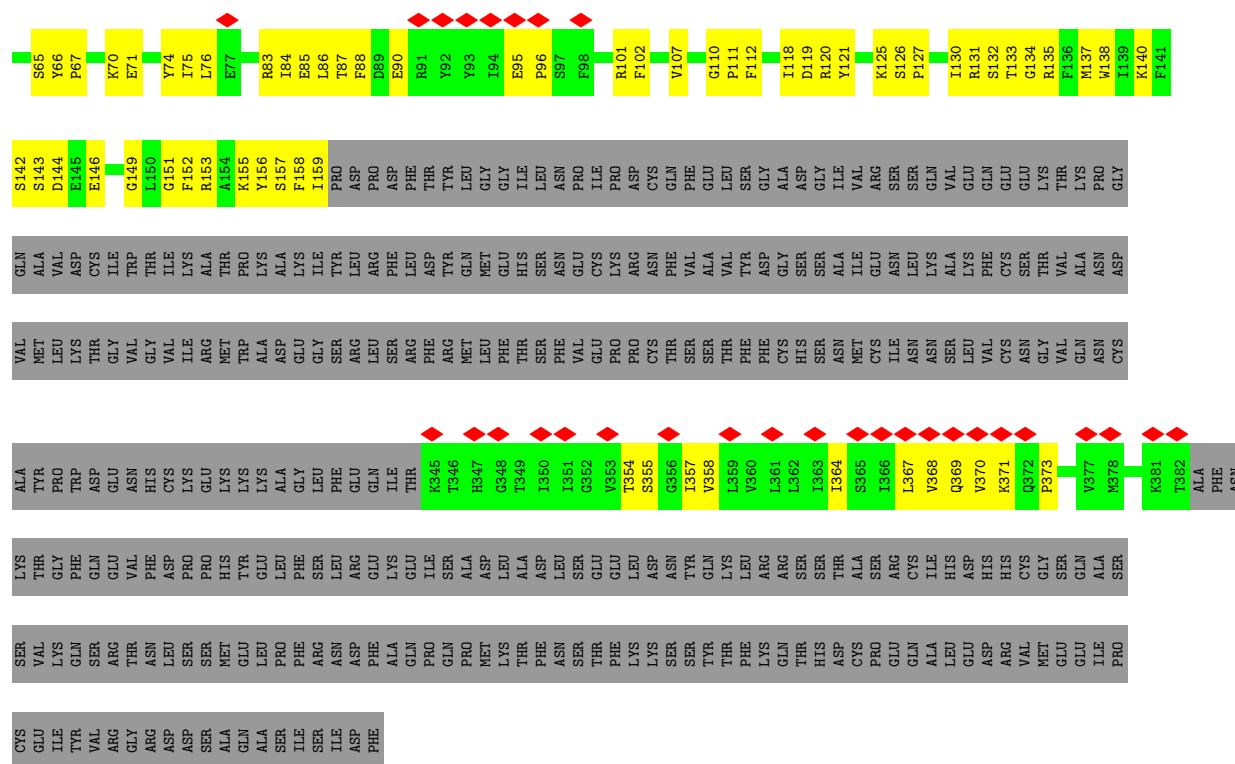 S65 Y66 P67 K70 E71 Y74 I75 L76 E77 R83 I84 E85 L86 T87 F88 D89 E90 R91 Y92 Y93 I94 E95 P96 S97 F98 R101 F102 V107 G110 P111 F112 I118 D119 R120 Y121 K125 S126 P127 I130 R131 S132 T133 G134 R135 F136 M137 W138 I139 K140 F141
S142 S143 D144 E145 E146 G149 L150 G151 F152 R153 A154 K155 Y156 S157 F158 I159 PRO ASP PRO ASP PHE THR TYR LEU GLY GLY ILE LEU ASN PRO ILE PRO ASP CYS GLN PHE GLU LEU SER GLY ALA ASP GLY ILE VAL ARG SER SER GLN VAL GLU GLN GLU GLU LYS THR LYS PRO GLY
GLN ALA VAL ASP CYS ILE TRP THR ILE LYS ALA THR PRO LYS ALA LYS ILE TYR LEU ARG PHE LEU ASP TYR GLN MET GLU HIS SER ASN GLU CYS LYS ARG ASN PHE VAL ALA VAL TYR ASP GLY SER SER ALA ILE GLU ASN LEU LYS ALA LYS PHE CYS SER THR VAL ALA ASN ASP
VAL MET LEU LYS THR GLY VAL GLY VAL ILE ARG MET TRP ALA ASP GLU GLY SER ARG LEU SER ARG PHE ARG MET LEU PHE THR SER PHE VAL GLU PRO PRO CYS THR SER SER THR PHE PHE CYS HIS SER ASN MET CYS ILE ASN ASN SER LEU VAL CYS ASN GLY VAL GLN ASN CYS
ALA TYR PRO TRP ASP GLU ASN HIS CYS LYS GLU LYS LYS LYS ALA GLY LEU PHE GLU GLN ILE THR K345 T346 H347 G348 T349 I350 I351 G352 V353 T354 S355 G356 I357 V358 L359 V360 L361 L362 I363 I364 S365 I366 L367 V368 Q369 V370 K371 Q372 P373 V377 M378 K381 T382 ALA PHE ASN
LYS THR GLY PHE GLN GLU VAL PHE ASP PRO PRO HIS TYR GLU LEU PHE SER LEU ARG GLU LYS GLU ILE SER ALA ASP LEU ALA ASP LEU SER GLU GLU LEU ASP ASN TYR GLN LYS LEU ARG ARG SER SER THR ALA SER ARG CYS ILE HIS ASP HIS HIS CYS GLY SER GLN ALA SER
SER VAL LYS GLN SER ARG THR ASN LEU SER SER MET GLU LEU PRO PHE ARG ASN ASP PHE ALA GLN PRO GLN PRO MET LYS THR PHE ASN SER THR PHE LYS LYS SER SER TYR THR PHE LYS GLN THR HIS ASP CYS PRO GLU GLN ALA LEU GLU ASP ARG VAL MET GLU GLU ILE PRO
CYS GLU ILE TYR VAL ARG GLY ARG ASP ASP SER ALA GLN ALA SER ILE SER ILE ASP PHE